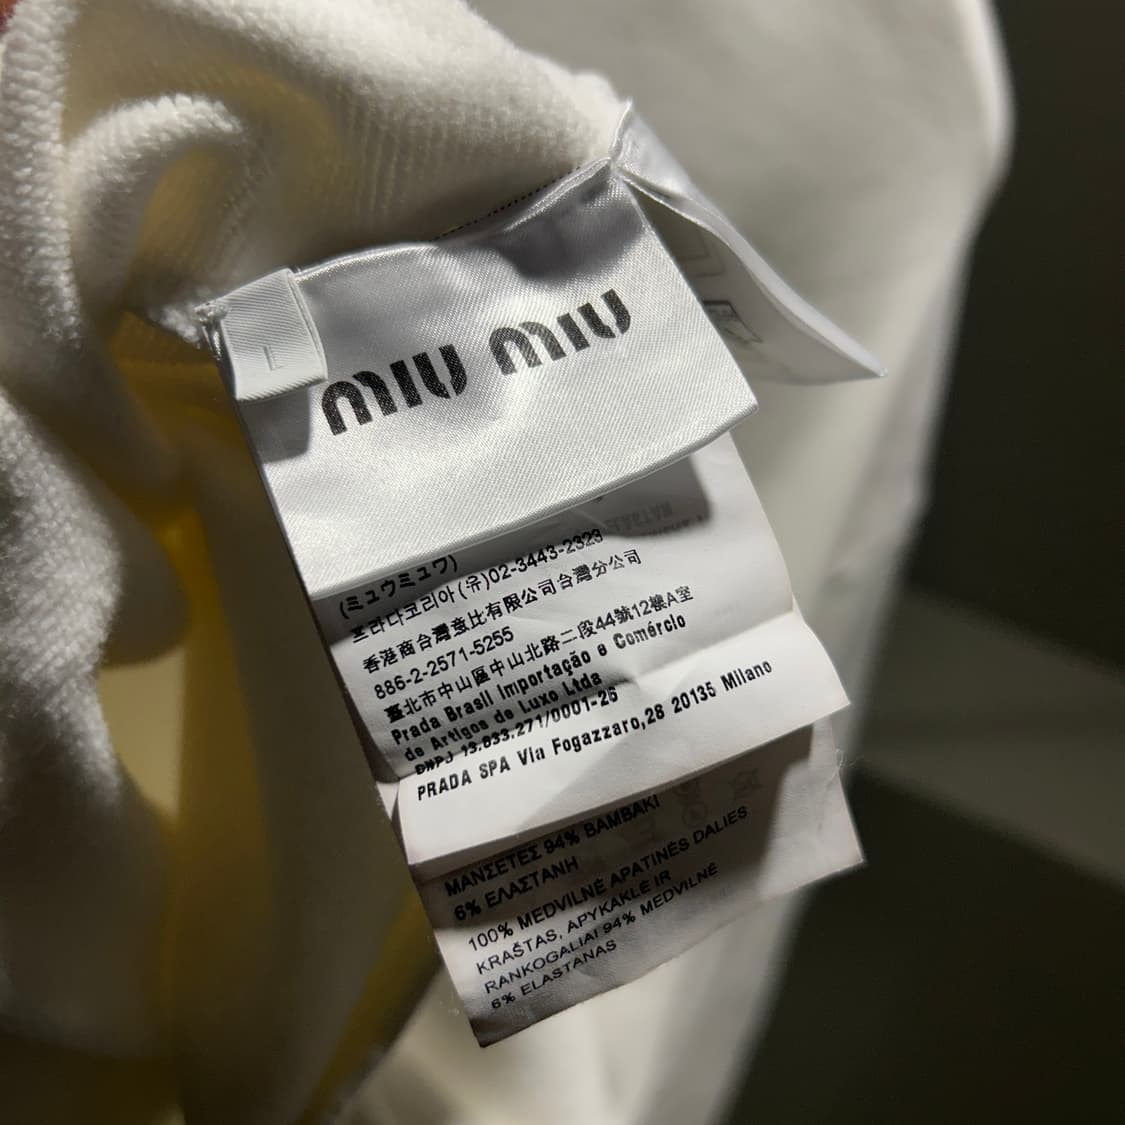 L
MIU MIU
(ミュウミュウ)
프라다코리아(유)02-3443-2323
香港商台灣意比有限公司台灣分公司
886-2-2571-5255
臺北市中山區中山北路二段44號12樓A室
Prada Brasil Importação e Comércio
de Artigos de Luxo Ltda
CNPJ 13.833.271/0001-26
PRADA SPA Via Fogazzaro,28 20135 Milano
ΜΑΝΣΕΤΕΣ 94% ΒΑΜΒΑΚΙ
6% ΕΛΑΣΤΑΝΗ
100% MEDVILNĖ APATINĖS DALIES
KRAŠTAS, APYKAKLĖ IR
RANKOGALIAI 94% MEDVILNĖ
6% ELASTANAS